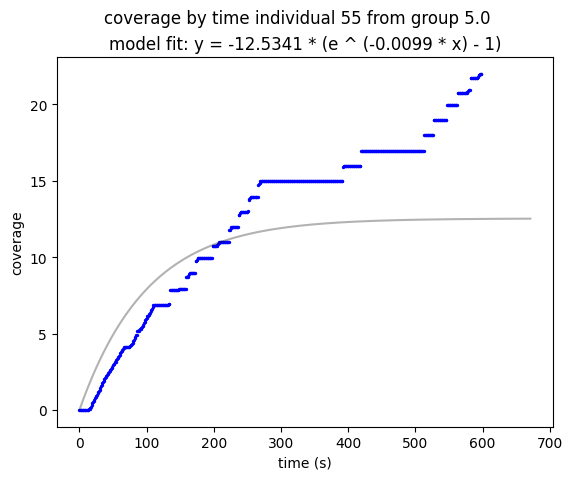 coverage by time individual 55 from group 5.0
model fit: y = -12.5341 * (e ^ (-0.0099 * x) - 1)
coverage
20
15
10
5
0
0 100 200 300 400 500 600 700
time (s)